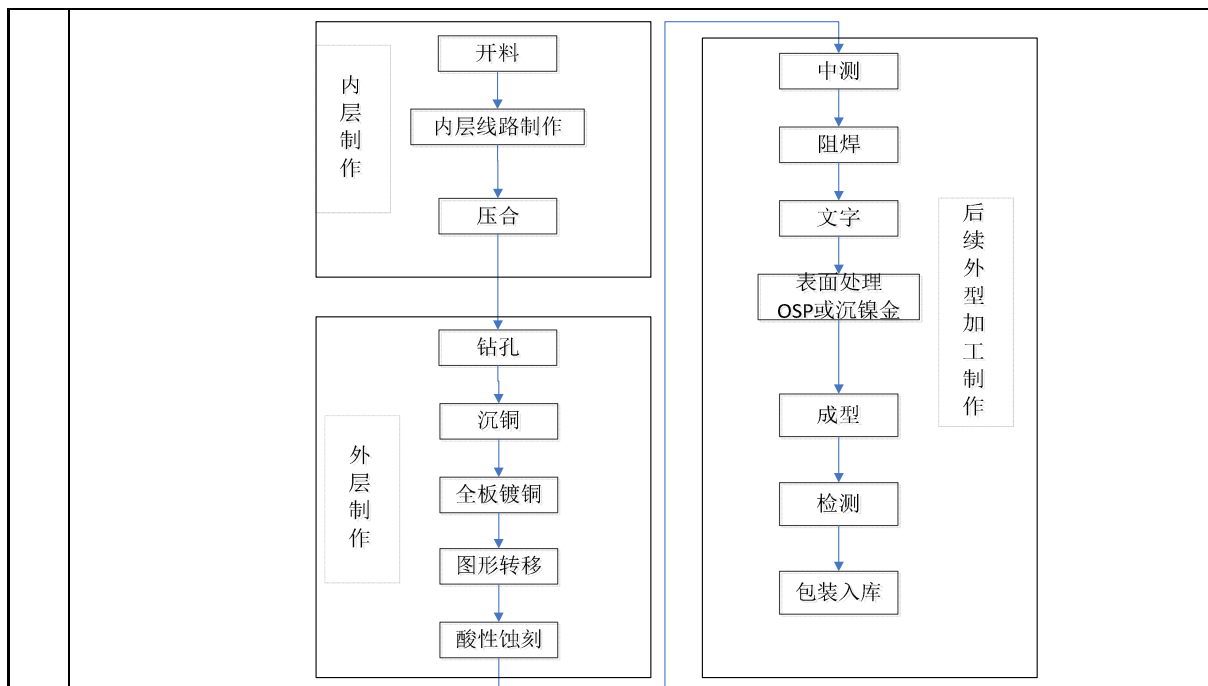 内层制作
开料
内层线路制作
压合
外层制作
钻孔
沉铜
全板镀铜
图形转移
酸性蚀刻
中测
阻焊
文字
表面处理
OSP或沉镍金
成型
检测
包装入库
后续外型加工制作